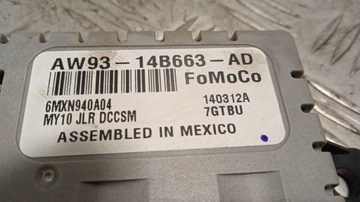 AW93-14B663-AD
FoMoCo
6MXN940A04
140312A
MY10 JLR DCCSM
7GTBU
ASSEMBLED IN MEXICO